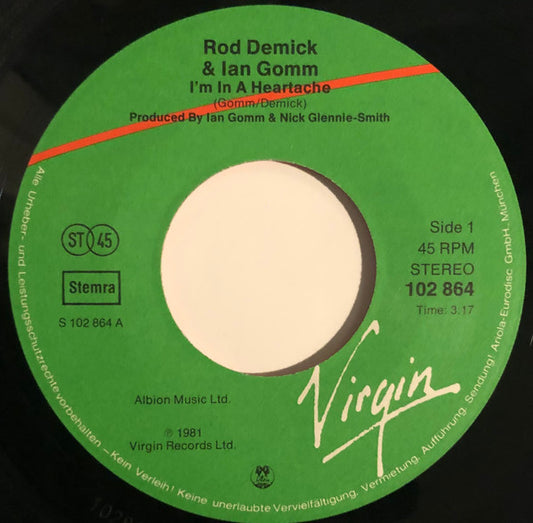 Rod Demick
& Ian Gomm
I'm In A Heartache
(Gomm/Demick)
Produced By Ian Gomm & Nick Glennie-Smith
ST 45
Stemra
S 102 864 A
Side 1
45 RPM
STEREO
102 864
Time: 3.17
Virgin
Albion Music Ltd.
℗ 1981
Virgin Records Ltd.
Alle Urheber- und Leistungsschutzrechte vorbehalten – Kein Verleih! Keine unerlaubte Vervielfältigung, Vermietung, Aufführung, Sendung! Ariola-Eurodisc GmbH. München